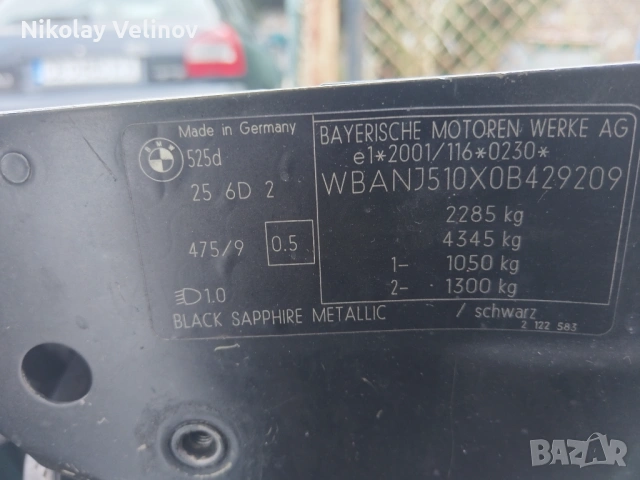 Nikolay Velinov
BMW
Made in Germany
525d
25 6D 2
475/9 0.5
1.0
BLACK SAPPHIRE METALLIC / schwarz
2 122 583
BAYERISCHE MOTOREN WERKE AG
e1*2001/116*0230*
WBANJ510X0B429209
2285 kg
4345 kg
1- 1050 kg
2- 1300 kg
BAZAR